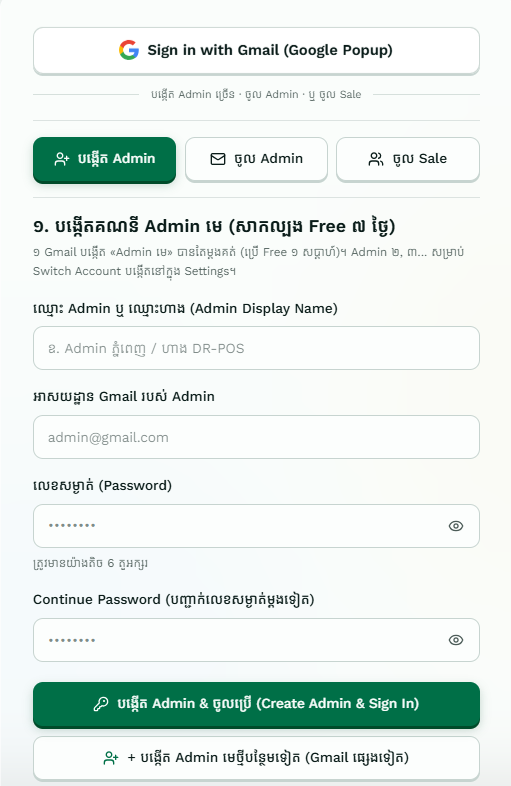 Sign in with Gmail (Google Popup)
បង្កើត Admin ច្រើន · ចូល Admin · ឬ ចូល Sale
បង្កើត Admin
ចូល Admin
ចូល Sale
១. បង្កើតគណនី Admin មេ (សាកល្បង Free ៧ ថ្ងៃ)
១ Gmail បង្កើត «Admin មេ» បានតែម្តងគត់ (ប្រើ Free ១ សប្តាហ៍)។ Admin ២, ៣... សម្រាប់
Switch Account បង្កើតនៅក្នុង Settings។
ឈ្មោះ Admin ឬ ឈ្មោះហាង (Admin Display Name)
ឧ. Admin ភ្នំពេញ / ហាង DR-POS
អាសយដ្ឋាន Gmail របស់ Admin
admin@gmail.com
លេខសម្ងាត់ (Password)
••••••••
ត្រូវមានយ៉ាងតិច 6 តួអក្សរ
Continue Password (បញ្ជាក់លេខសម្ងាត់ម្តងទៀត)
••••••••
បង្កើត Admin & ចូលប្រើ (Create Admin & Sign In)
+ បង្កើត Admin មេថ្មីបន្ថែមទៀត (Gmail ផ្សេងទៀត)